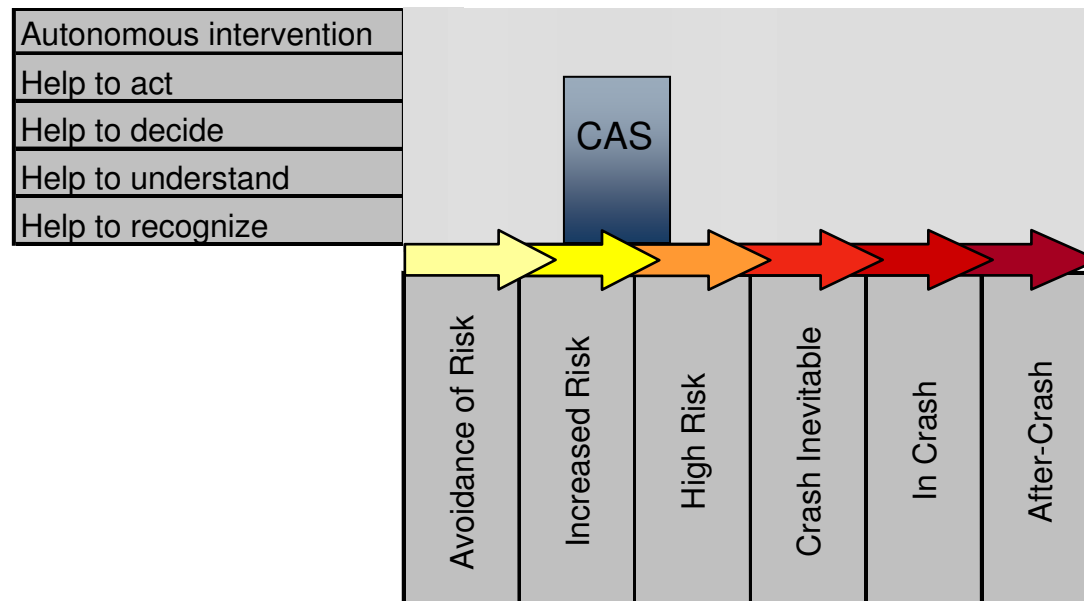 Autonomous intervention
Help to act
Help to decide
Help to understand
Help to recognize
CAS
Avoidance of Risk
Increased Risk
High Risk
Crash Inevitable
In Crash
After-Crash